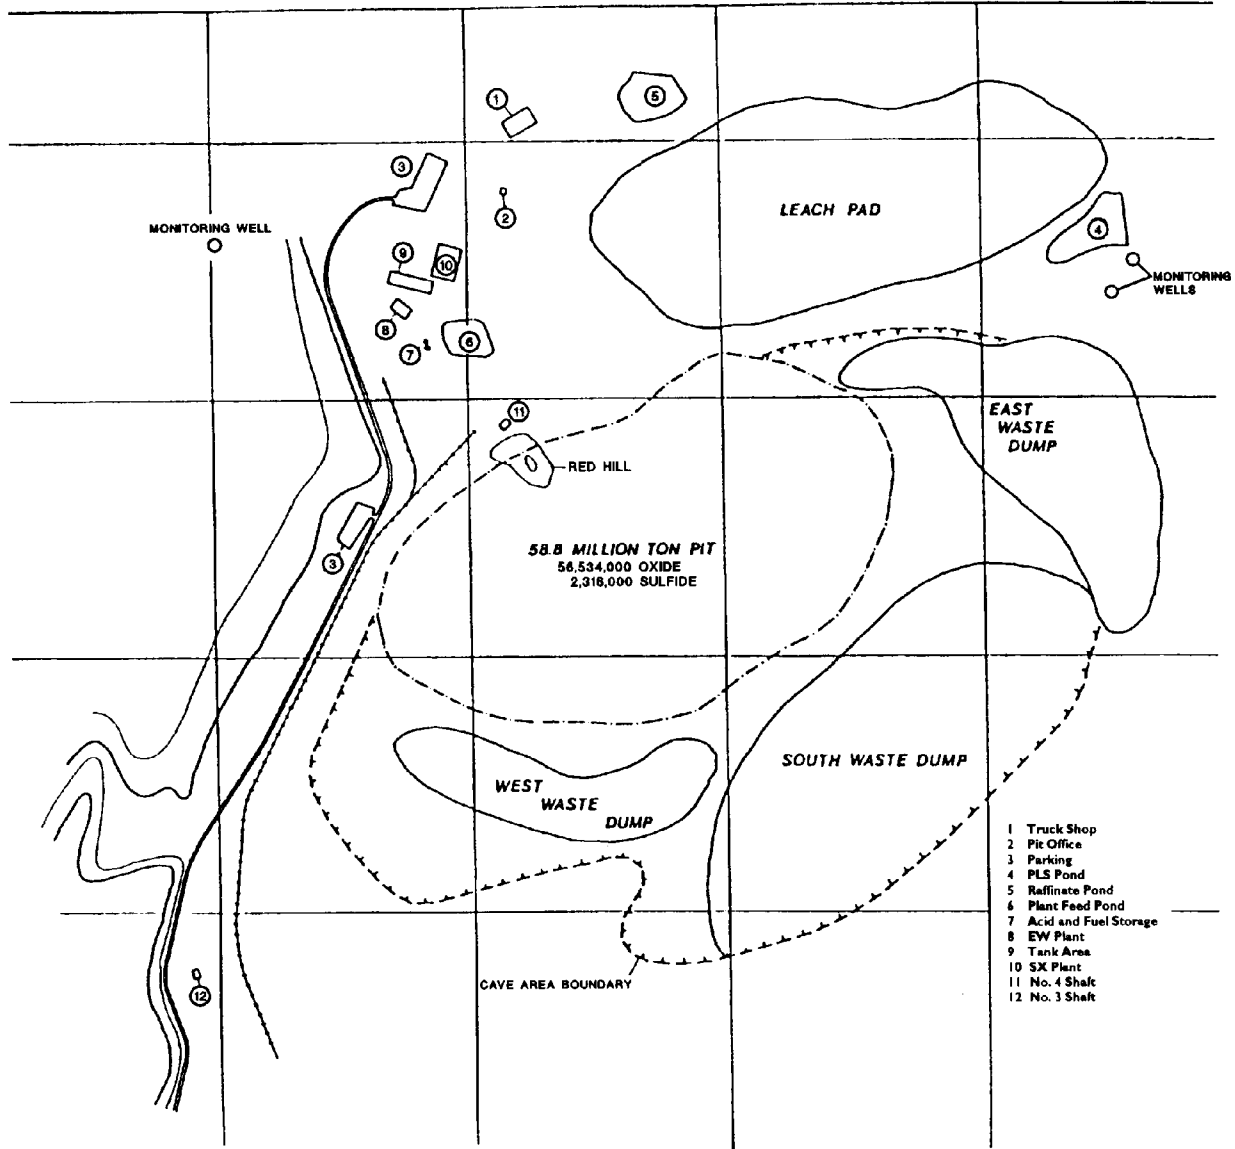 1
5
3
LEACH PAD
2
4
MONITORING WELL
9
10
MONITORING
WELLS
8
7
6
11
EAST
WASTE
DUMP
RED HILL
58.8 MILLION TON PIT
56,534,000 OXIDE
2,316,000 SULFIDE
3
SOUTH WASTE DUMP
WEST
WASTE
DUMP
1 Truck Shop
2 Pit Office
3 Parking
4 PLS Pond
5 Raffinate Pond
6 Plant Feed Pond
7 Acid and Fuel Storage
8 EW Plant
9 Tank Area
10 SX Plant
11 No. 4 Shaft
12 No. 3 Shaft
CAVE AREA BOUNDARY
12